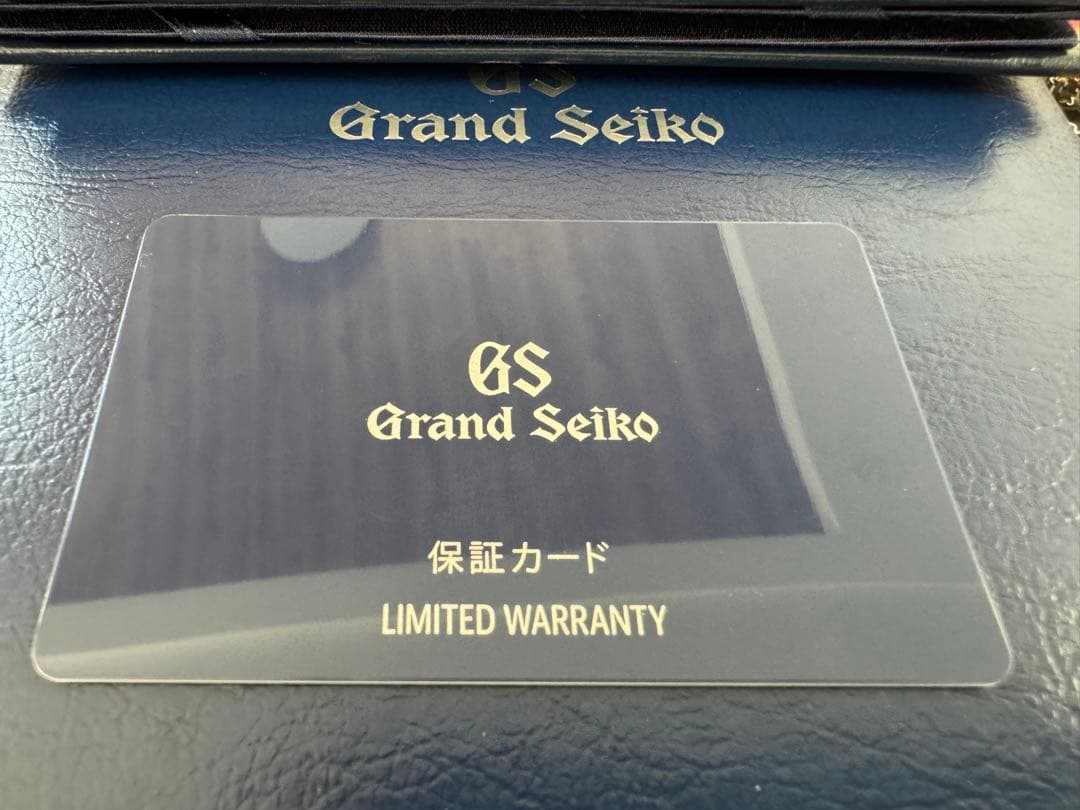 GS
Grand Seiko
GS
Grand Seiko
保証カード
LIMITED WARRANTY